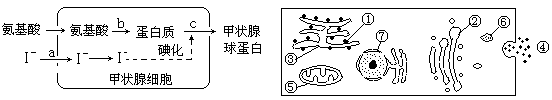 氨基酸 氨基酸 b 蛋白质 c 甲状腺球蛋白
碘化
I⁻ a I⁻ I⁻
甲状腺细胞
① ② ③ ④ ⑤ ⑥ ⑦